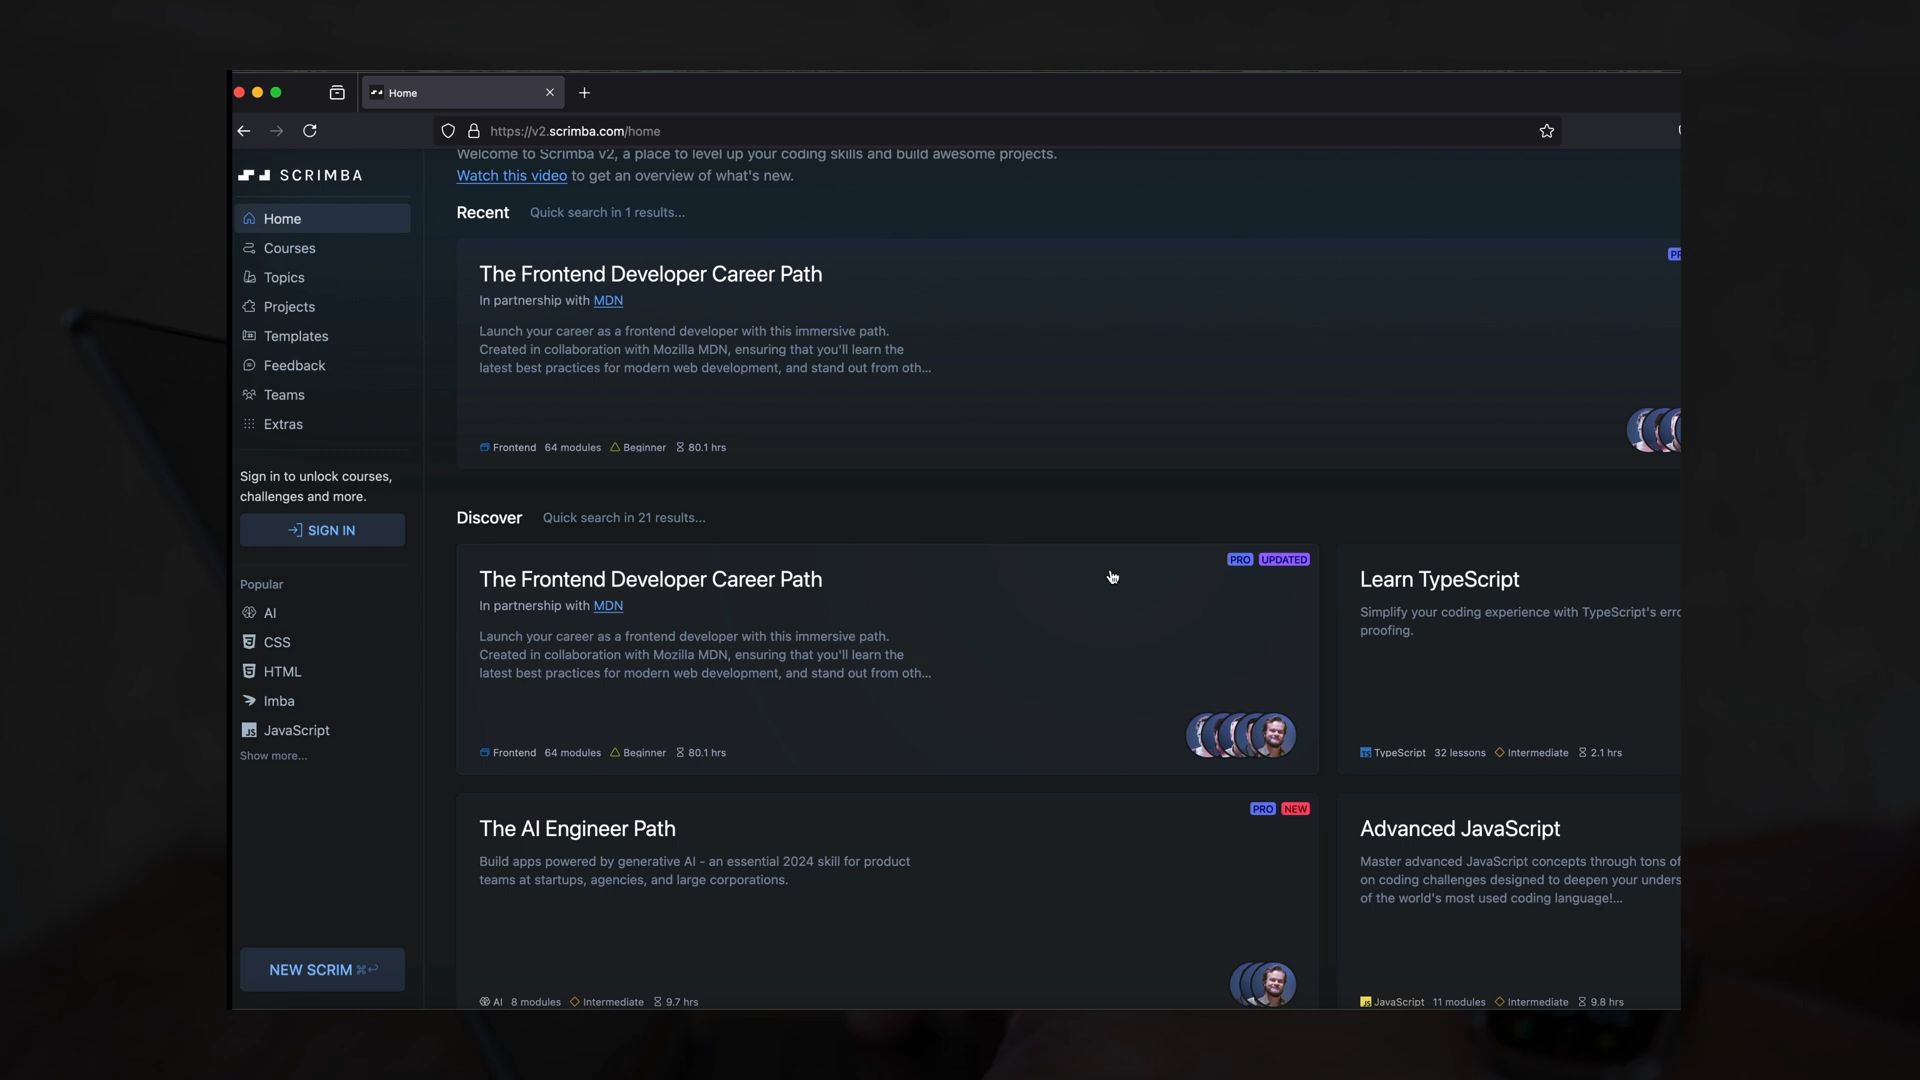 Home
https://v2.scrimba.com/home
SCRIMBA
Home
Courses
Topics
Projects
Templates
Feedback
Teams
Extras
Sign in to unlock courses,
challenges and more.
SIGN IN
Popular
AI
CSS
HTML
Imba
JavaScript
Show more...
NEW SCRIM ⌘↩
Welcome to Scrimba v2, a place to level up your coding skills and build awesome projects.
Watch this video to get an overview of what's new.
Recent Quick search in 1 results...
The Frontend Developer Career Path
In partnership with MDN
Launch your career as a frontend developer with this immersive path.
Created in collaboration with Mozilla MDN, ensuring that you'll learn the
latest best practices for modern web development, and stand out from oth...
Frontend 64 modules Beginner 80.1 hrs
Discover Quick search in 21 results...
PRO UPDATED
The Frontend Developer Career Path
In partnership with MDN
Launch your career as a frontend developer with this immersive path.
Created in collaboration with Mozilla MDN, ensuring that you'll learn the
latest best practices for modern web development, and stand out from oth...
Frontend 64 modules Beginner 80.1 hrs
Learn TypeScript
Simplify your coding experience with TypeScript's
proofing.
TS TypeScript 32 lessons Intermediate 2.1 hrs
PRO NEW
The AI Engineer Path
Build apps powered by generative AI - an essential 2024 skill for product
teams at startups, agencies, and large corporations.
AI 8 modules Intermediate 9.7 hrs
Advanced JavaScript
Master advanced JavaScript concepts through tons of
on coding challenges designed to deepen your
of the world's most used coding language!...
JS JavaScript 11 modules Intermediate 9.8 hrs